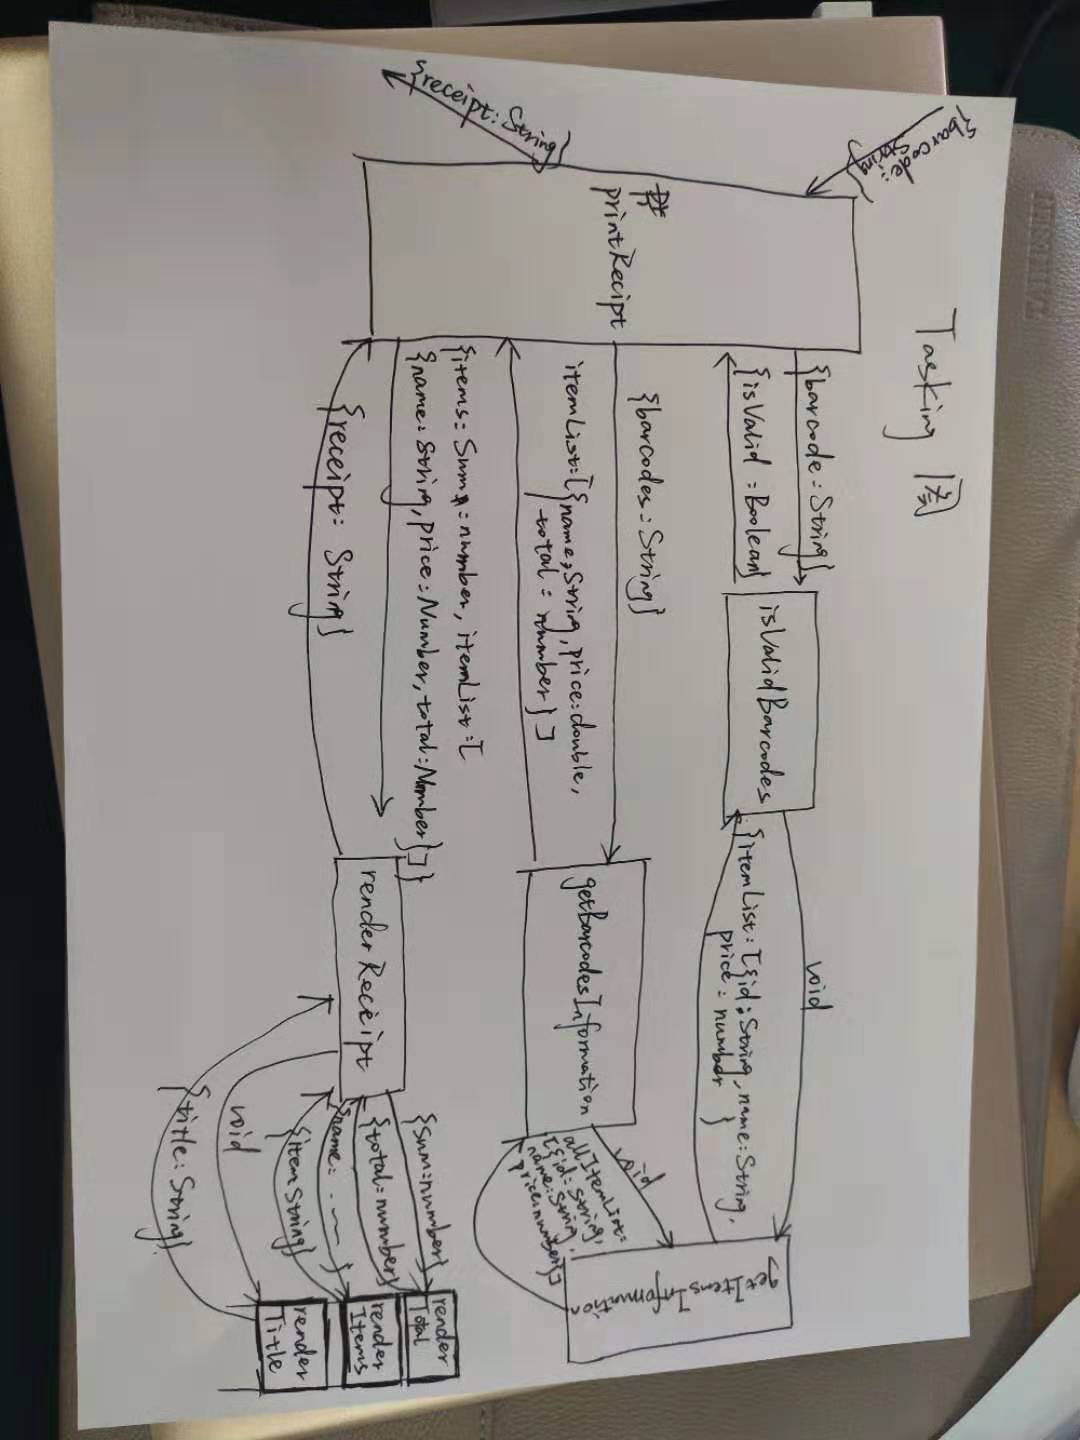 Tasking 图
{barcode:
String}
{receipt:String}
printRecipt
{barcode:String}
{isValid:Boolean}
isValidBarcodes
void
{itemList:[{id:String,name:String,
price:number}
{barcodes:String}
itemList:[{name,String,price:double,
total:number}]
getBarcodesInformation
void
allItemList:
[{id:String,
name:String,
price:number}]
getItemsInformation
{items:Sum:number,itemList:[
{name:String,price:Number,total:Number}]}
{receipt:String}
renderReceipt
{Sum:number}
{total:number}
{name:---}
{itemString}
void
{title:String}
render
Total
render
Items
render
Title